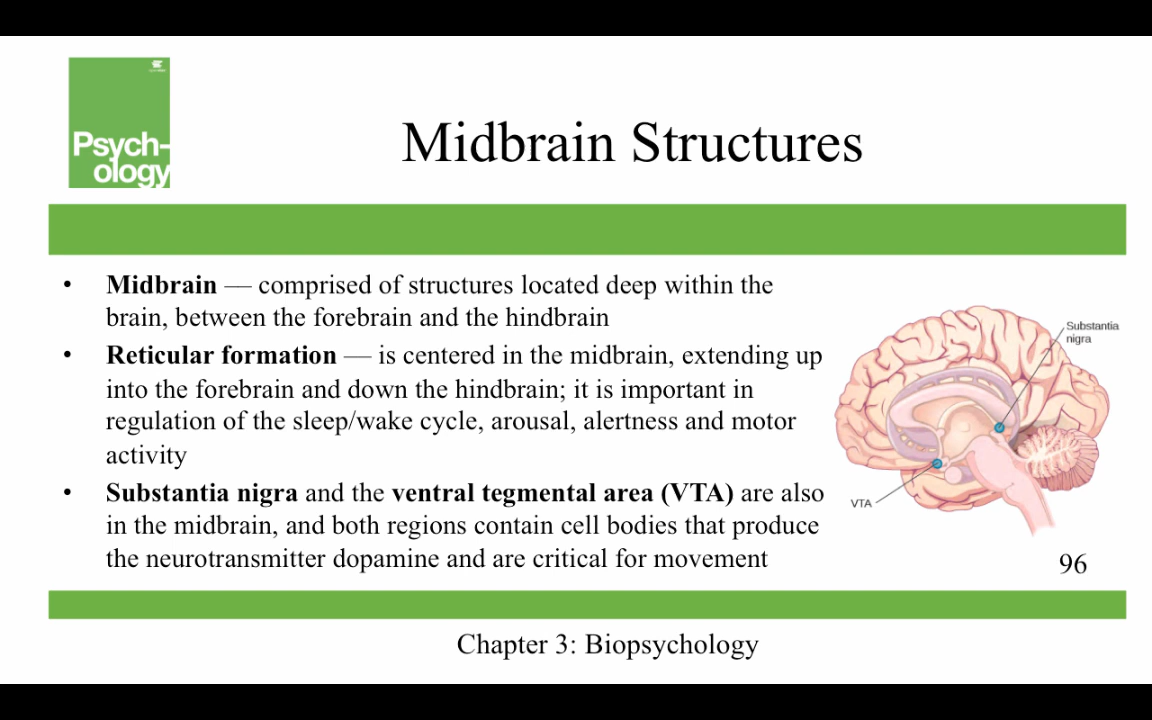 Psych-
ology
Midbrain Structures
• Midbrain — comprised of structures located deep within the
brain, between the forebrain and the hindbrain
• Reticular formation — is centered in the midbrain, extending up
into the forebrain and down the hindbrain; it is important in
regulation of the sleep/wake cycle, arousal, alertness and motor
activity
• Substantia nigra and the ventral tegmental area (VTA) are also
in the midbrain, and both regions contain cell bodies that produce
the neurotransmitter dopamine and are critical for movement
Substantia
nigra
VTA
96
Chapter 3: Biopsychology